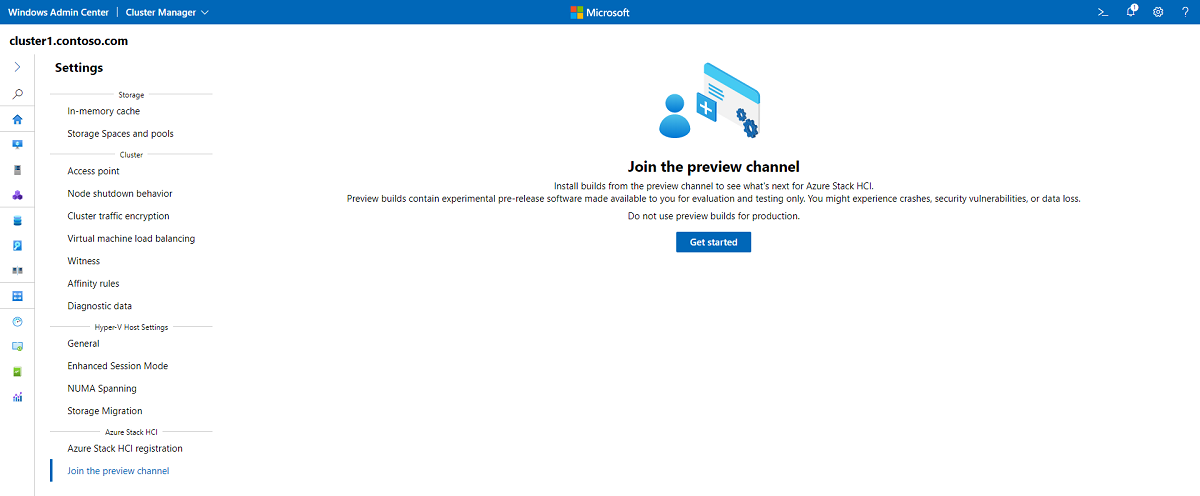 Windows Admin Center | Cluster Manager
Microsoft
1
cluster1.contoso.com
Settings
Storage
In-memory cache
Storage Spaces and pools
Cluster
Access point
Node shutdown behavior
Cluster traffic encryption
Virtual machine load balancing
Witness
Affinity rules
Diagnostic data
Hyper-V Host Settings
General
Enhanced Session Mode
NUMA Spanning
Storage Migration
Azure Stack HCI
Azure Stack HCI registration
Join the preview channel
Join the preview channel
Install builds from the preview channel to see what's next for Azure Stack HCI.
Preview builds contain experimental pre-release software made available to you for evaluation and testing only. You might experience crashes, security vulnerabilities, or data loss.
Do not use preview builds for production.
Get started